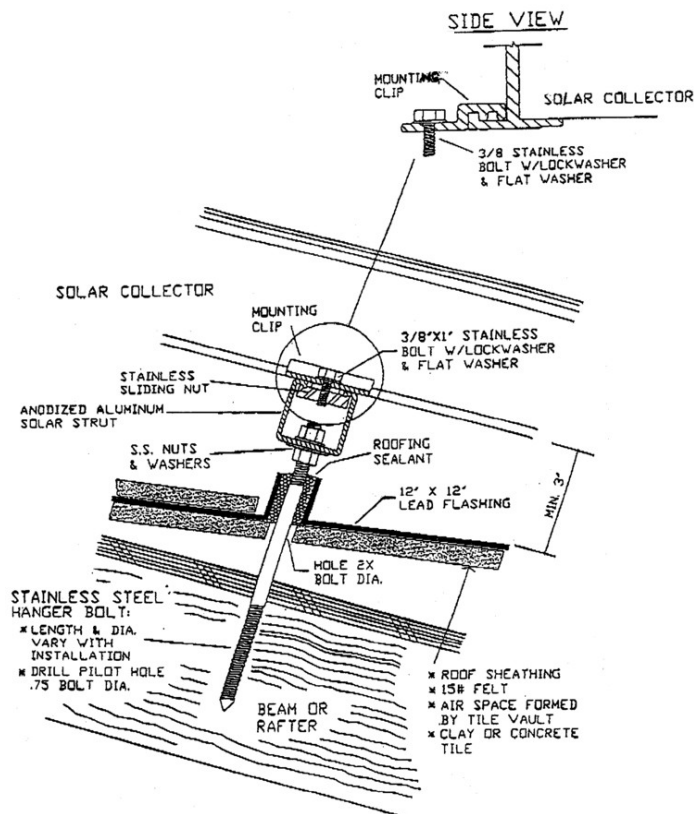 SIDE VIEW
MOUNTING
CLIP
SOLAR COLLECTOR
3/8 STAINLESS
BOLT W/LOCKWASHER
& FLAT WASHER
SOLAR COLLECTOR
MOUNTING
CLIP
3/8"X1" STAINLESS
BOLT W/LOCKWASHER
& FLAT WASHER
STAINLESS
SLIDING NUT
ANODIZED ALUMINUM
SOLAR STRUT
S.S. NUTS
& WASHERS
ROOFING
SEALANT
12" X 12"
LEAD FLASHING
MIN. 3"
HOLE 2X
BOLT DIA.
STAINLESS STEEL
HANGER BOLT:
* LENGTH & DIA.
VARY WITH
INSTALLATION
* DRILL PILOT HOLE
.75 BOLT DIA.
BEAM OR
RAFTER
* ROOF SHEATHING
* 15# FELT
* AIR SPACE FORMED
BY TILE VAULT
* CLAY OR CONCRETE
TILE